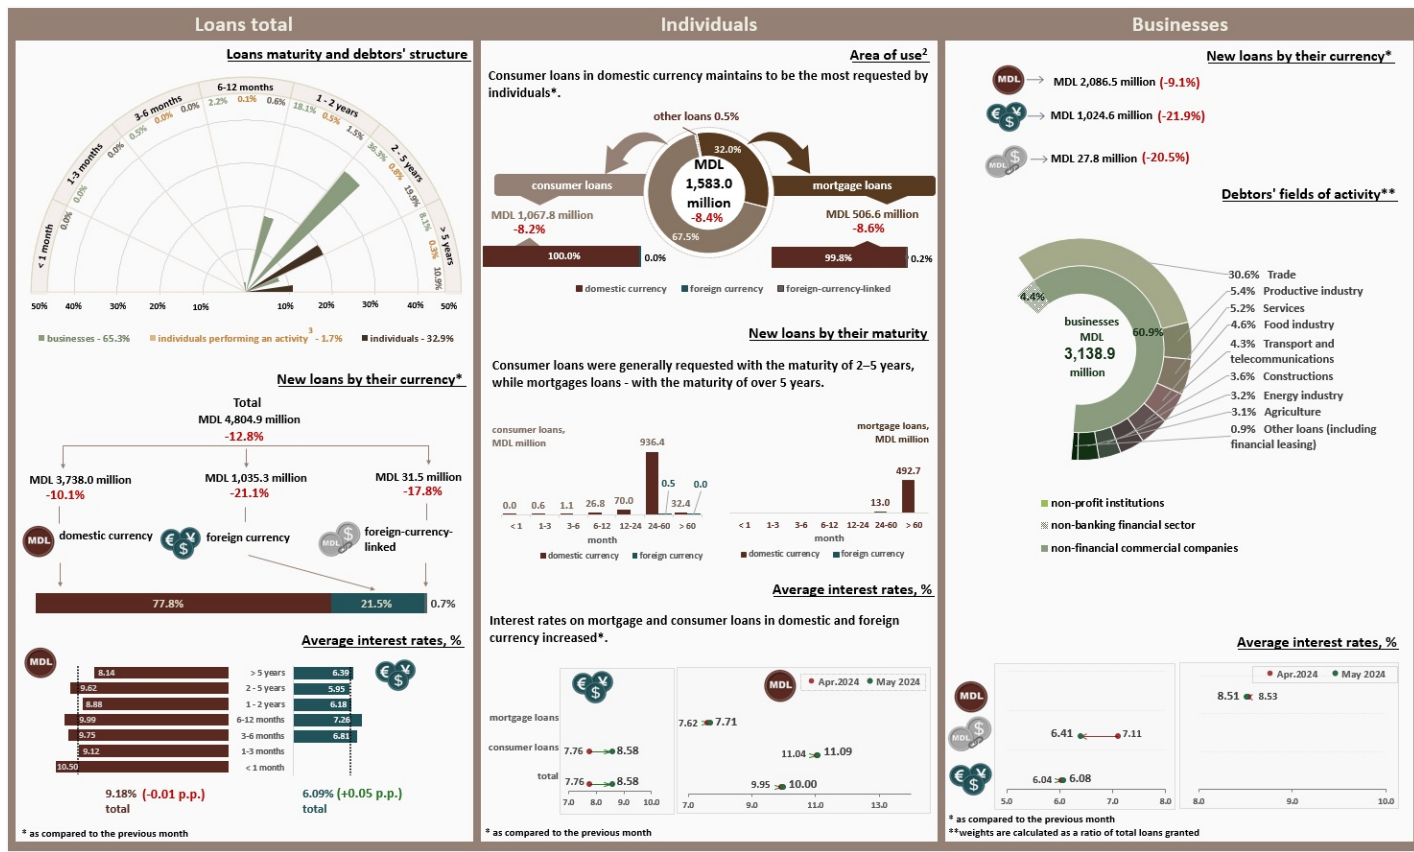 Loans total
Loans maturity and debtors' structure
< 1 month
1-3 months
3-6 months
6-12 months
1 - 2 years
2 - 5 years
> 5 years
0.0%
0.0%
0.0%
0.5%
0.0%
0.0%
2.2%
0.1%
0.6%
18.1%
0.5%
1.5%
36.3%
0.8%
19.9%
8.1%
0.3%
10.9%
50% 40% 30% 20% 10% 10% 20% 30% 40% 50%
businesses - 65.3% individuals performing an activity 3 - 1.7% individuals - 32.9%
New loans by their currency*
Total
MDL 4,804.9 million
-12.8%
MDL 3,738.0 million
-10.1%
MDL 1,035.3 million
-21.1%
MDL 31.5 million
-17.8%
MDL domestic currency
€ ¥ $ foreign currency
MDL $ foreign-currency-
linked
77.8% 21.5% 0.7%
Average interest rates, %
MDL
€ ¥ $
8.14 > 5 years 6.39
9.62 2 - 5 years 5.95
8.88 1 - 2 years 6.18
9.99 6-12 months 7.26
9.75 3-6 months 6.81
9.12 1-3 months
10.50 < 1 month
9.18% (-0.01 p.p.)
total
6.09% (+0.05 p.p.)
total
* as compared to the previous month
Individuals
Area of use2
Consumer loans in domestic currency maintains to be the most requested by
individuals*.
other loans 0.5%
32.0%
MDL
1,583.0
million
-8.4%
67.5%
consumer loans
MDL 1,067.8 million
-8.2%
100.0% 0.0%
mortgage loans
MDL 506.6 million
-8.6%
99.8% 0.2%
domestic currency foreign currency foreign-currency-linked
New loans by their maturity
Consumer loans were generally requested with the maturity of 2–5 years,
while mortgages loans - with the maturity of over 5 years.
consumer loans,
MDL million
0.0 0.6 1.1 26.8 70.0 936.4 0.5 32.4 0.0
< 1 1-3 3-6 6-12 12-24 24-60 > 60
month
domestic currency foreign currency
mortgage loans,
MDL million
13.0 492.7
< 1 1-3 3-6 6-12 12-24 24-60 > 60
month
domestic currency foreign currency
Average interest rates, %
Interest rates on mortgage and consumer loans in domestic and foreign
currency increased*.
€ ¥ $
MDL
Apr.2024 May 2024
mortgage loans 7.62 7.71
consumer loans 7.76 8.58 11.04 11.09
total 7.76 8.58 9.95 10.00
7.0 8.0 9.0 10.0
7.0 9.0 11.0 13.0
* as compared to the previous month
Businesses
New loans by their currency*
MDL MDL 2,086.5 million (-9.1%)
€ ¥ $ MDL 1,024.6 million (-21.9%)
MDL $ MDL 27.8 million (-20.5%)
Debtors' fields of activity**
4.4%
60.9%
businesses
MDL
3,138.9
million
30.6% Trade
5.4% Productive industry
5.2% Services
4.6% Food industry
4.3% Transport and
telecommunications
3.6% Constructions
3.2% Energy industry
3.1% Agriculture
0.9% Other loans (including
financial leasing)
non-profit institutions
non-banking financial sector
non-financial commercial companies
Average interest rates, %
Apr.2024 May 2024
MDL 8.51 8.53
MDL $ 6.41 7.11
€ ¥ $ 6.04 6.08
5.0 6.0 7.0 8.0
8.0 9.0 10.0
* as compared to the previous month
**weights are calculated as a ratio of total loans granted